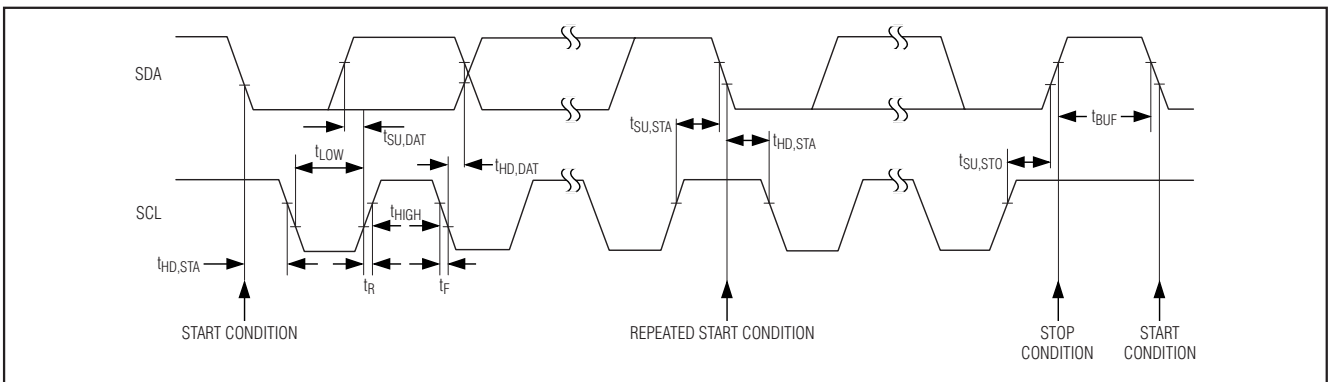 SDA
tSU,DAT
tLOW
tHD,DAT
tSU,STA
tHD,STA
tBUF
tSU,STO
SCL
tHIGH
tHD,STA
tR
tF
START CONDITION
REPEATED START CONDITION
STOP
CONDITION
START
CONDITION